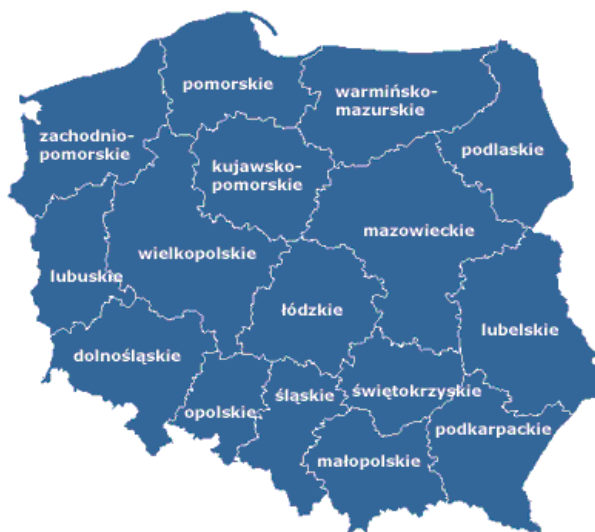 pomorskie
warmińsko-
mazurskie
zachodnio-
pomorskie
podlaskie
kujawsko-
pomorskie
mazowieckie
wielkopolskie
lubuskie
łódzkie
lubelskie
dolnośląskie
śląskie
świętokrzyskie
opolskie
podkarpackie
małopolskie